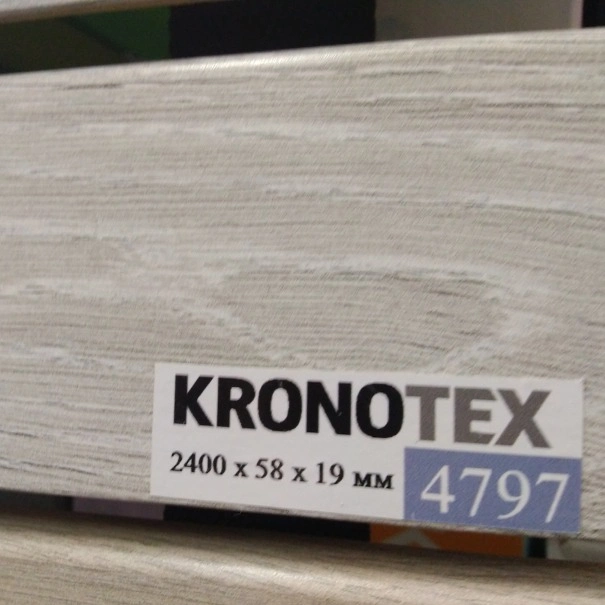 KRONOTEX
2400 x 58 x 19 мм
4797